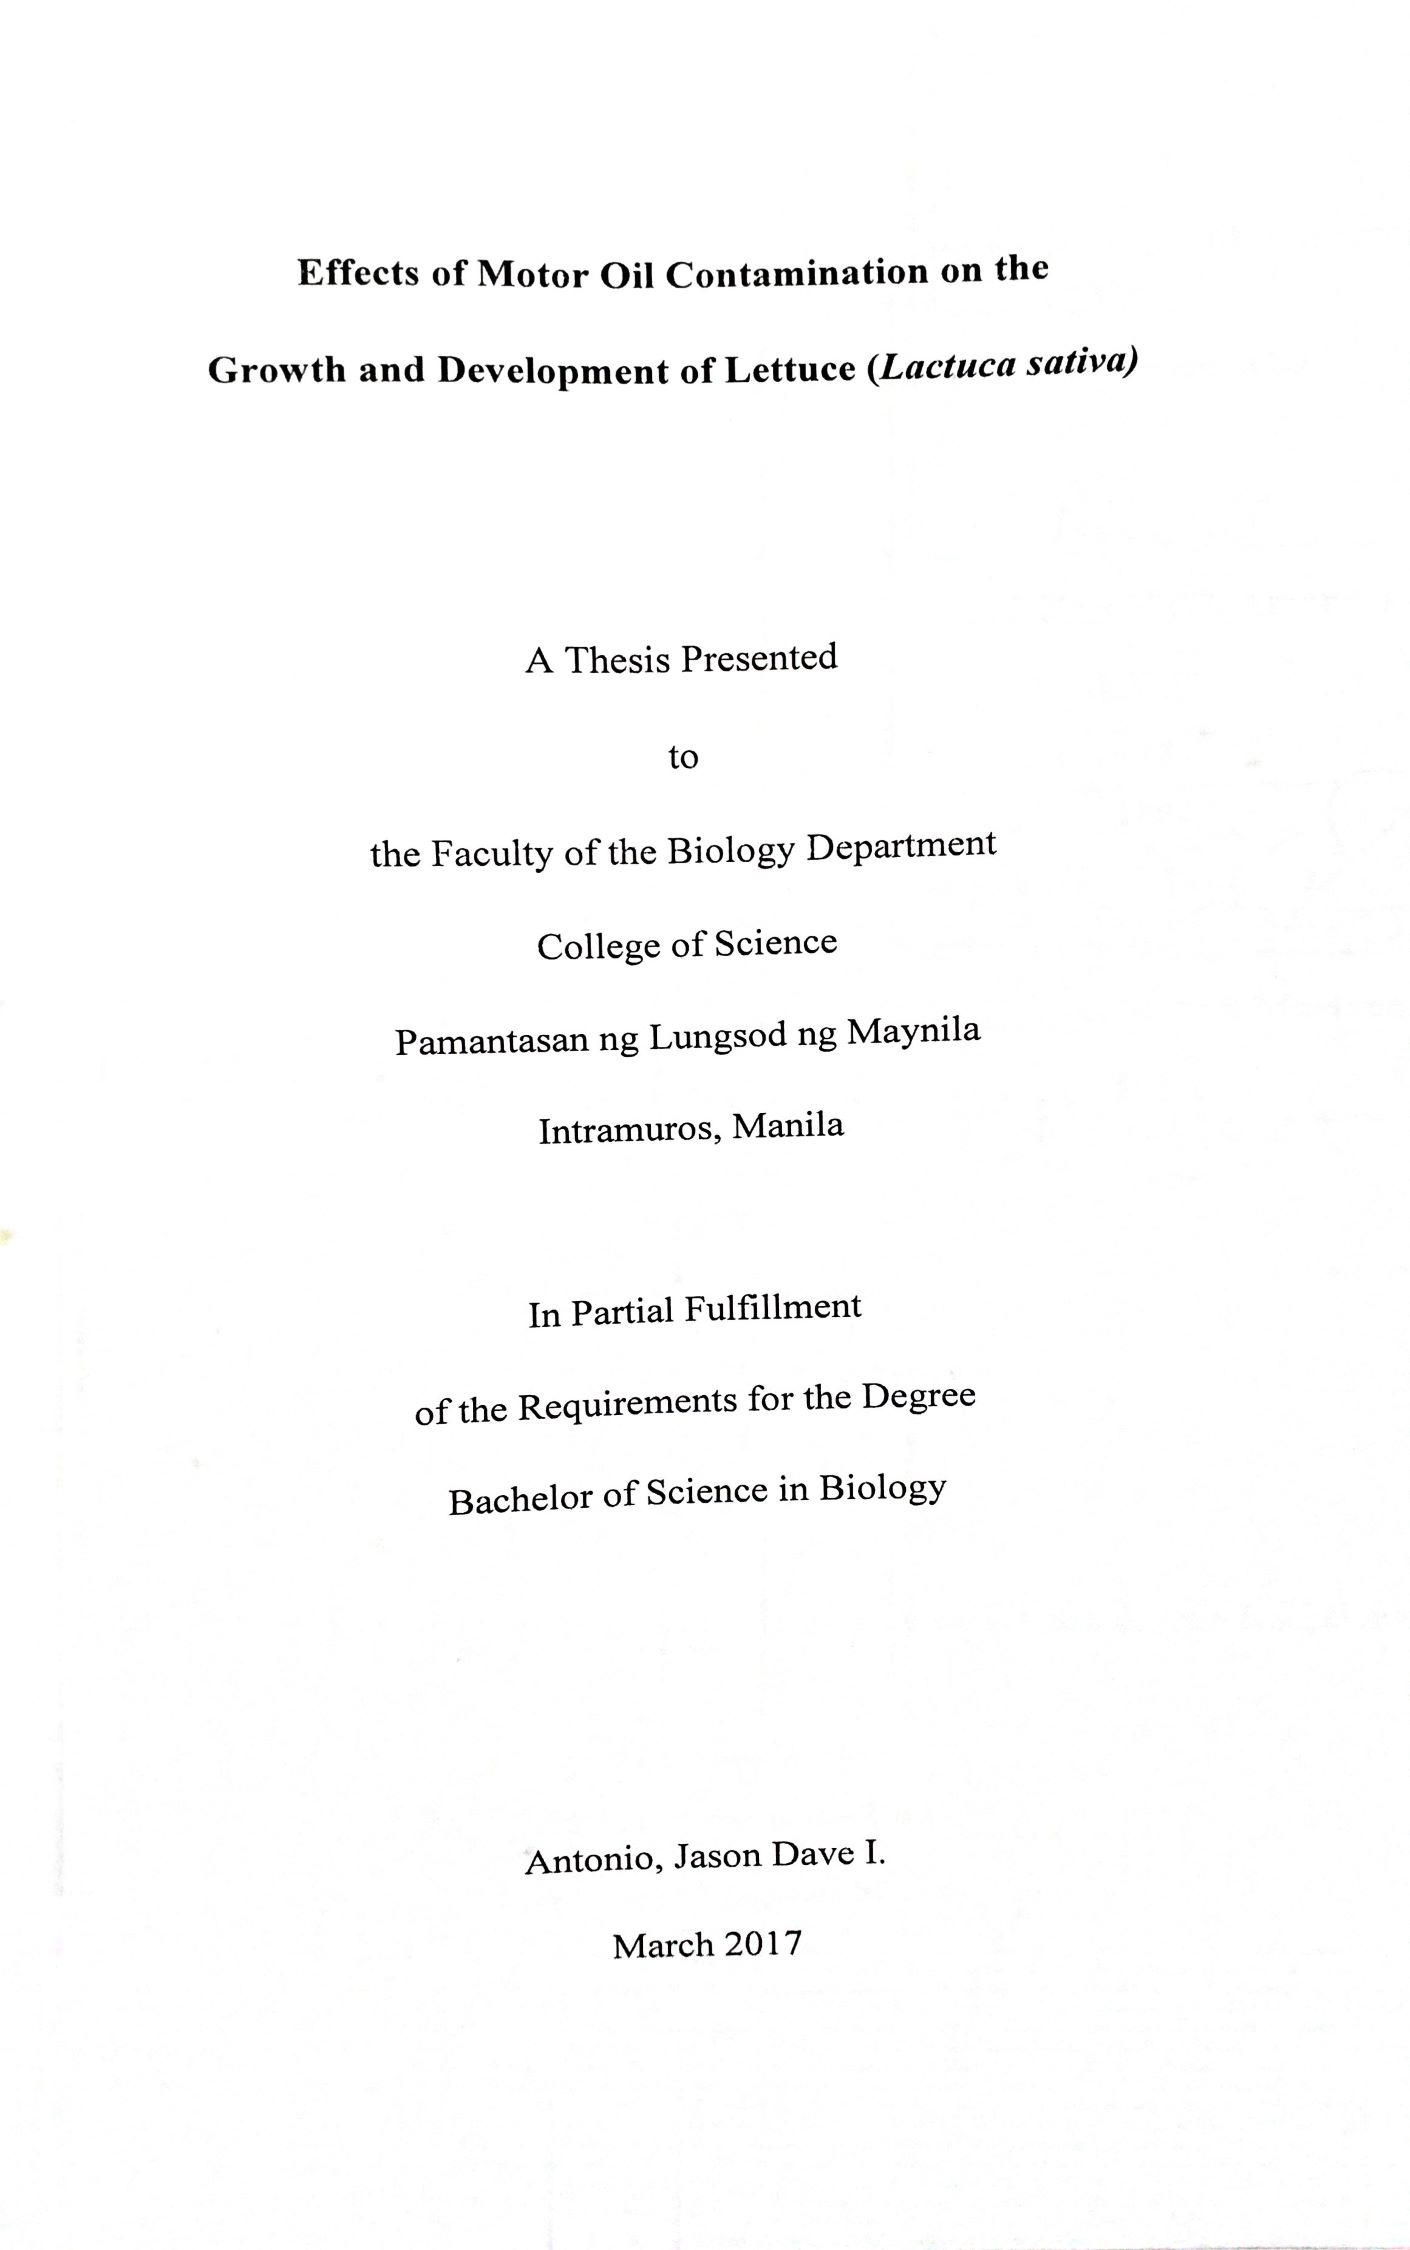 Effects of Motor Oil Contamination on the
Growth and Development of Lettuce (Lactuca sativa)
A Thesis Presented
to
the Faculty of the Biology Department
College of Science
Pamantasan ng Lungsod ng Maynila
Intramuros, Manila
In Partial Fulfillment
of the Requirements for the Degree
Bachelor of Science in Biology
Antonio, Jason Dave I.
March 2017